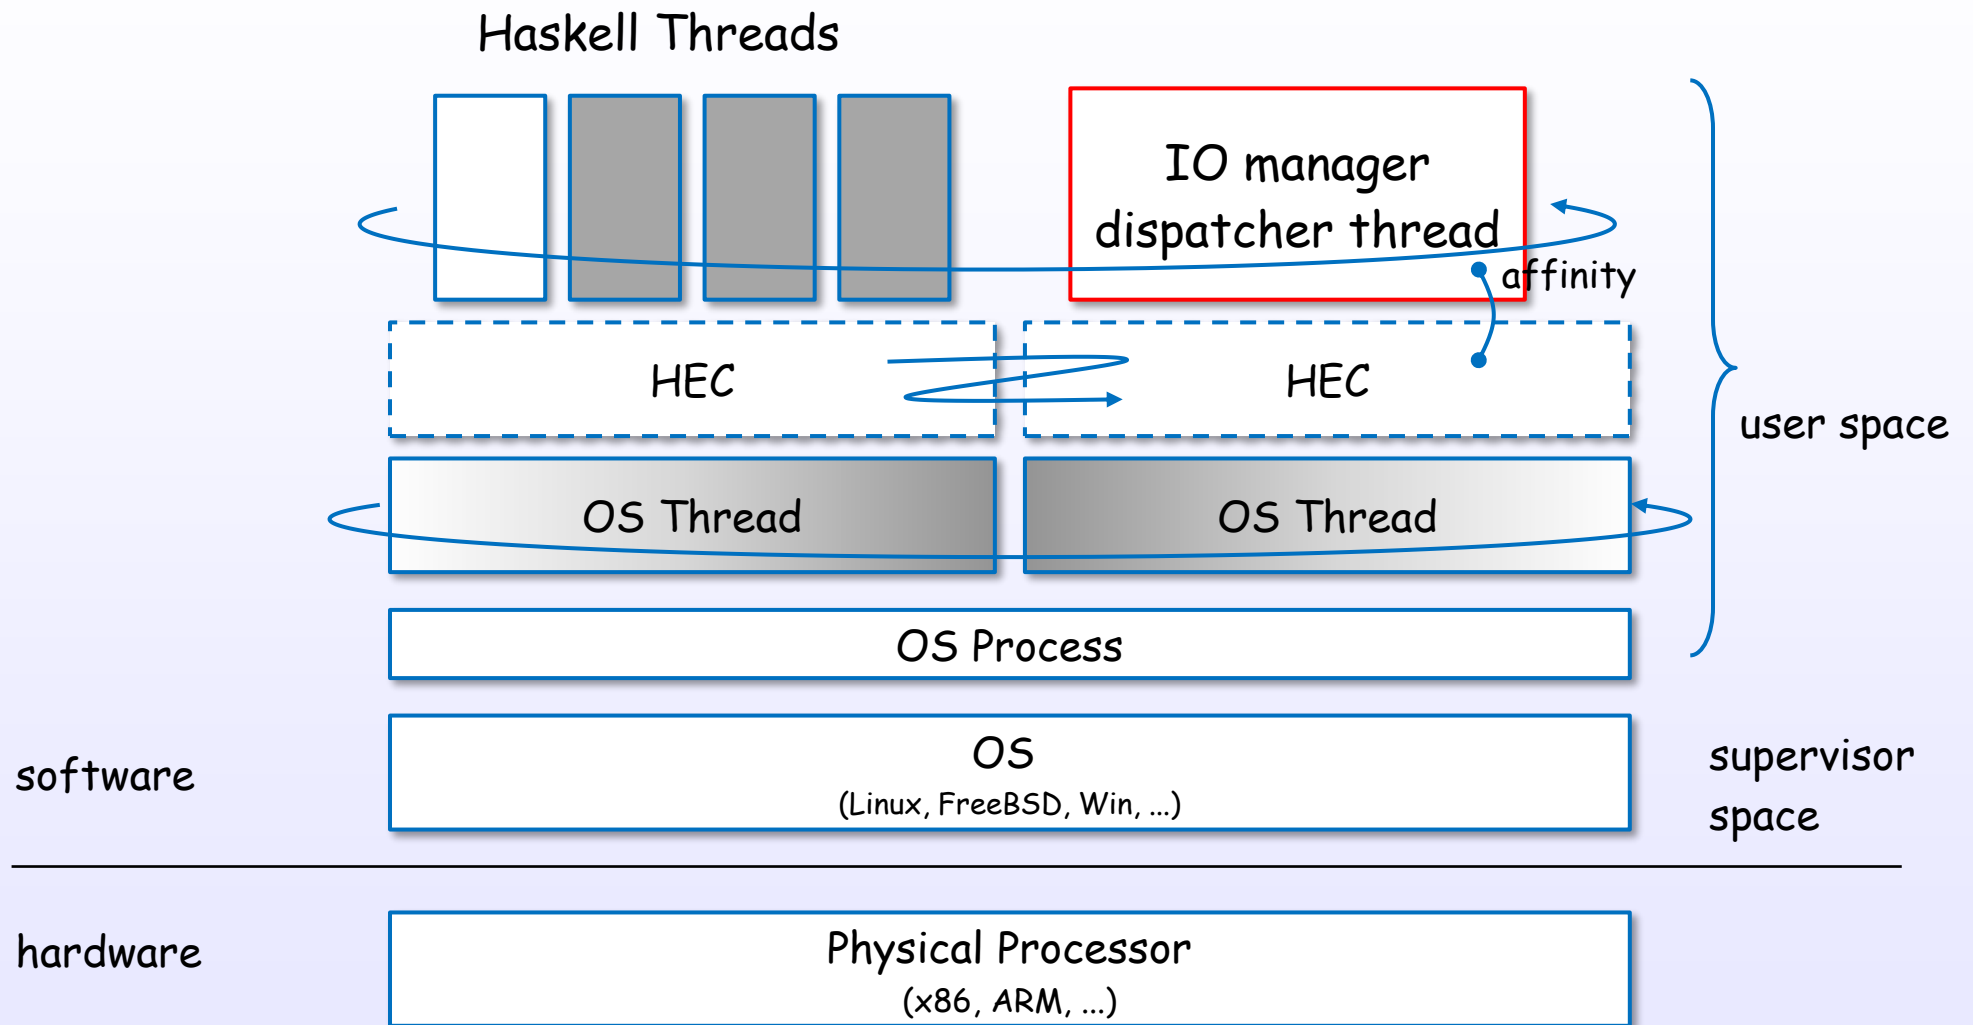 Haskell Threads
IO manager
dispatcher thread
affinity
HEC
HEC
user space
OS Thread
OS Thread
OS Process
OS
(Linux, FreeBSD, Win, ...)
software
supervisor
space
hardware
Physical Processor
(x86, ARM, ...)